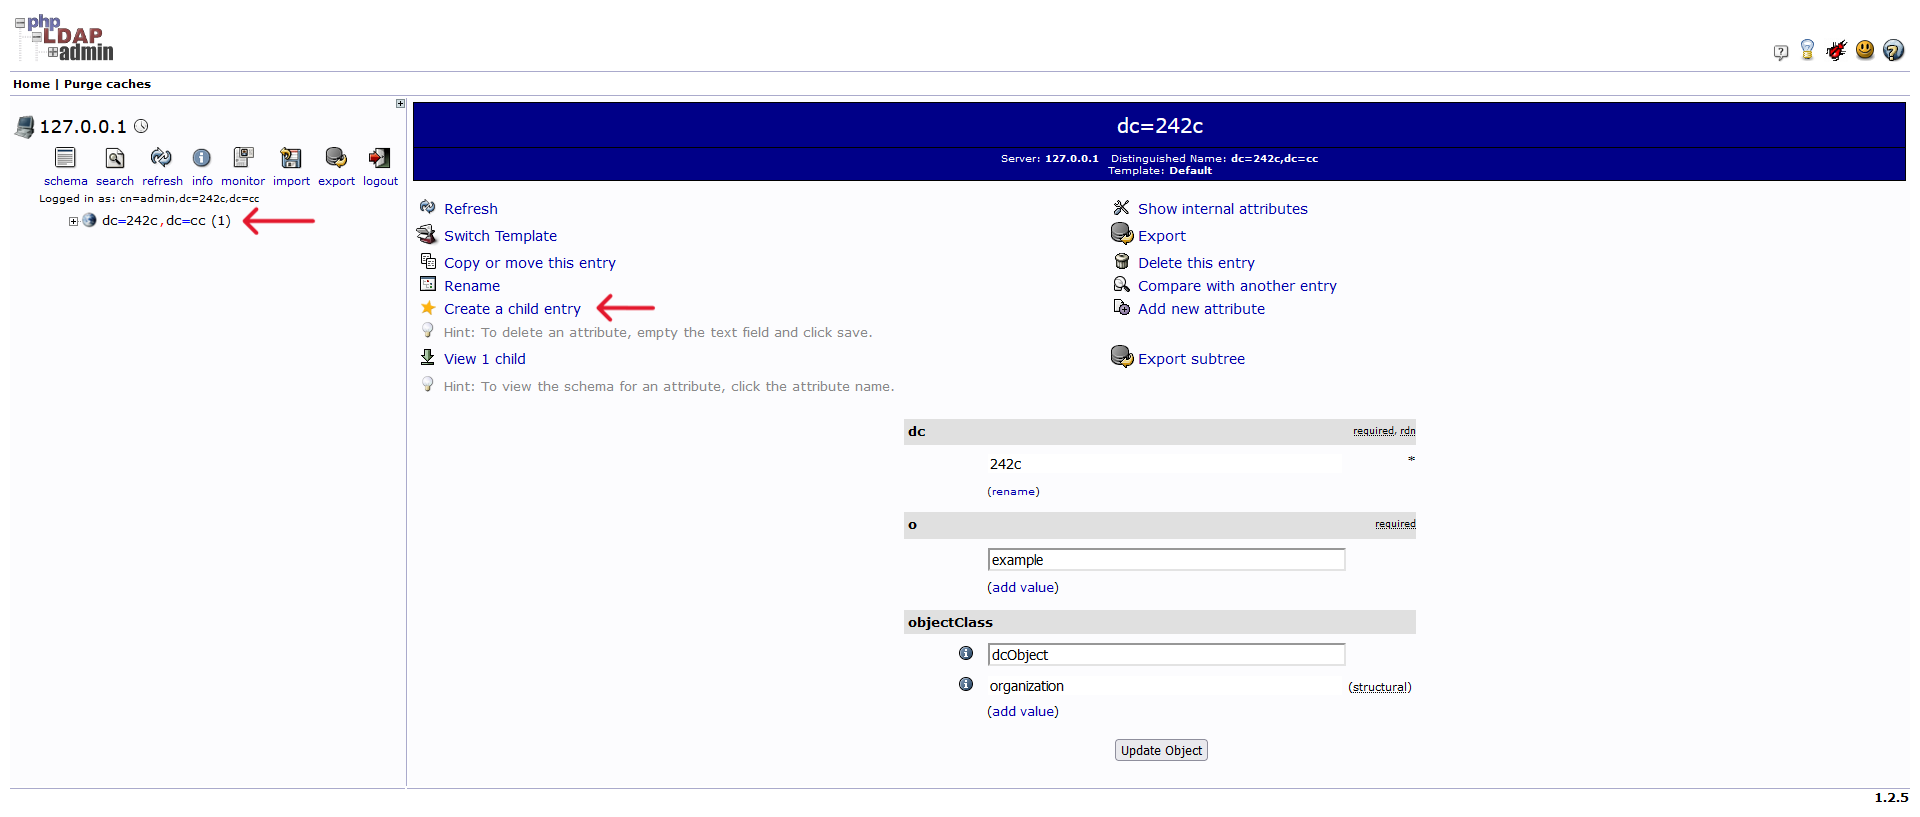 php
LDAP
admin
Home | Purge caches
127.0.0.1
schema search refresh info monitor import export logout
Logged in as: cn=admin,dc=242c,dc=cc
dc=242c,dc=cc (1)
dc=242c
Server: 127.0.0.1 Distinguished Name: dc=242c,dc=cc
Template: Default
Refresh
Show internal attributes
Switch Template
Export
Copy or move this entry
Delete this entry
Rename
Compare with another entry
Create a child entry
Add new attribute
Hint: To delete an attribute, empty the text field and click save.
View 1 child
Export subtree
Hint: To view the schema for an attribute, click the attribute name.
dc required, rdn
242c *
(rename)
o required
example
(add value)
objectClass
dcObject
organization (structural)
(add value)
Update Object
1.2.5